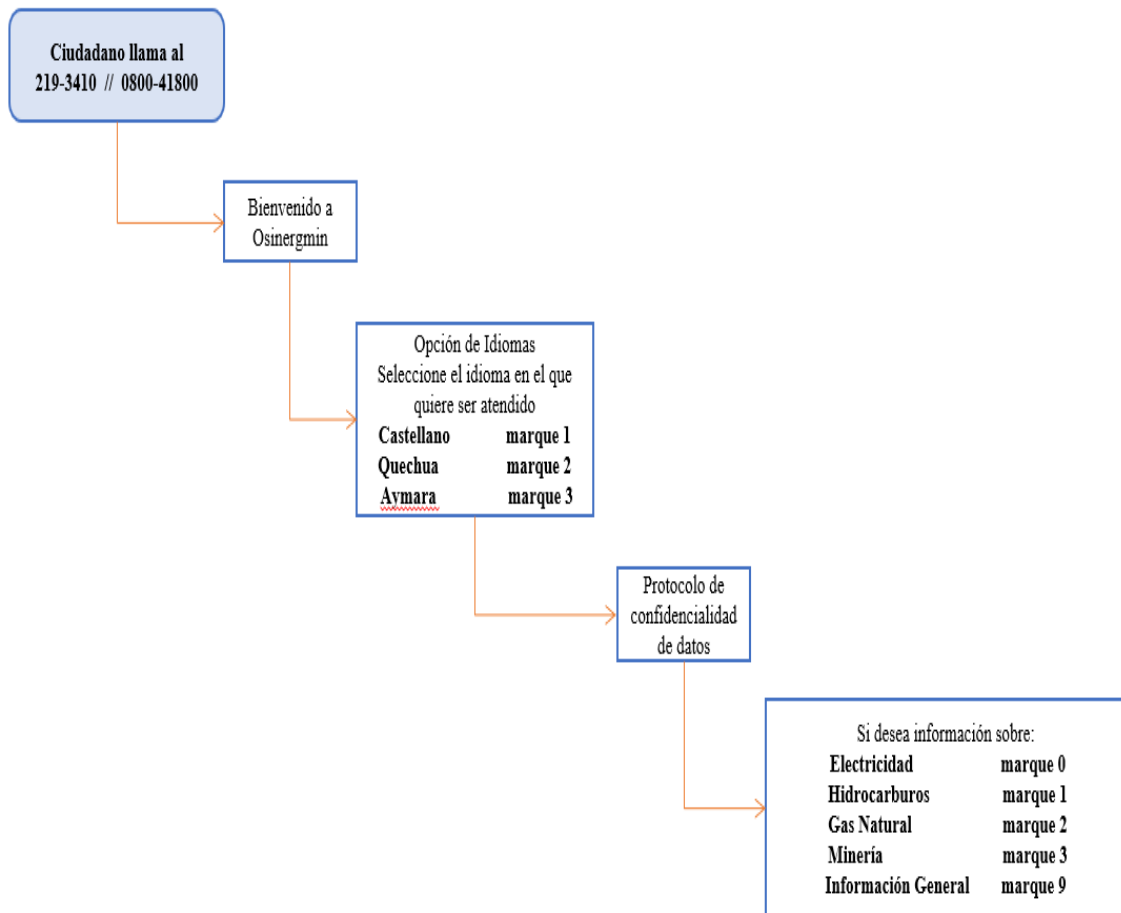 Ciudadano llama al
219-3410 // 0800-41800
Bienvenido a
Osinergmin
Opción de Idiomas
Seleccione el idioma en el que
quiere ser atendido
Castellano marque 1
Quechua marque 2
Aymara marque 3
Protocolo de
confidencialidad
de datos
Si desea información sobre:
Electricidad marque 0
Hidrocarburos marque 1
Gas Natural marque 2
Minería marque 3
Información General marque 9